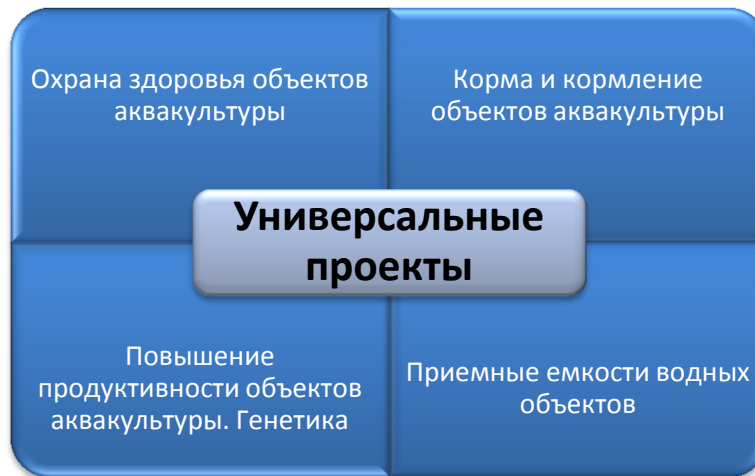 Охрана здоровья объектов
аквакультуры
Корма и кормление
объектов аквакультуры
Универсальные
проекты
Повышение
продуктивности объектов
аквакультуры. Генетика
Приемные емкости водных
объектов